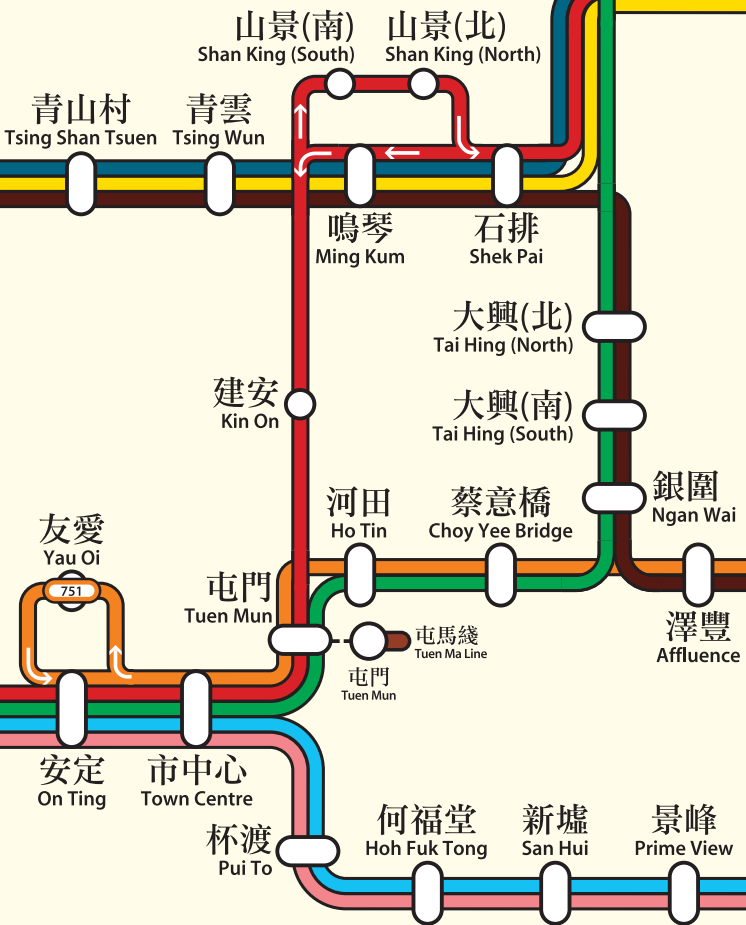 山景(南)
Shan King (South)
山景(北)
Shan King (North)
青山村
Tsing Shan Tsuen
青雲
Tsing Wun
鳴琴
Ming Kum
石排
Shek Pai
大興(北)
Tai Hing (North)
建安
Kin On
大興(南)
Tai Hing (South)
銀圍
Ngan Wai
河田
Ho Tin
蔡意橋
Choy Yee Bridge
友愛
Yau Oi
751
屯門
Tuen Mun
屯馬綫
Tuen Ma Line
屯門
Tuen Mun
澤豐
Affluence
安定
On Ting
市中心
Town Centre
杯渡
Pui To
何福堂
Hoh Fuk Tong
新墟
San Hui
景峰
Prime View